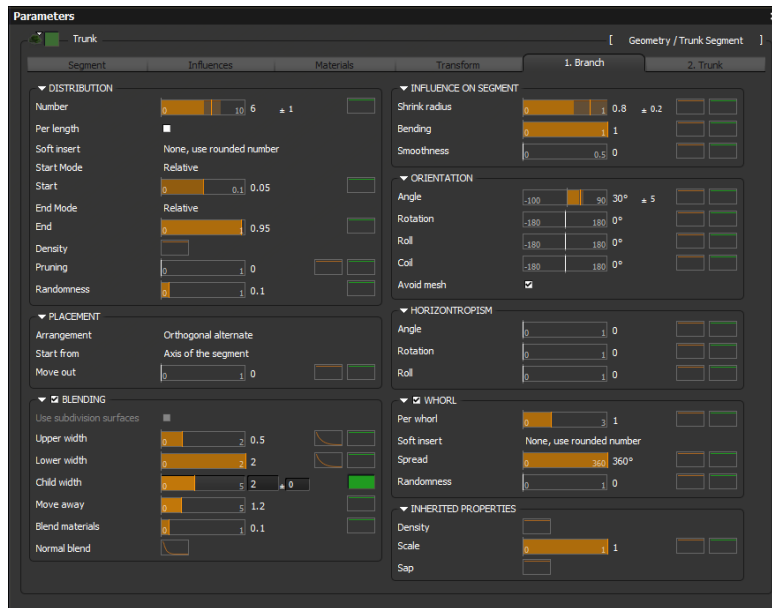 Parameters
Trunk
[ Geometry / Trunk Segment ]
Segment Influences Materials Transform 1. Branch 2. Trunk
DISTRIBUTION
Number 0 10 6 ± 1
Per length
Soft insert None, use rounded number
Start Mode Relative
Start 0 0.1 0.05
End Mode Relative
End 0 1 0.95
Density
Pruning 0 1 0
Randomness 0 1 0.1
PLACEMENT
Arrangement Orthogonal alternate
Start from Axis of the segment
Move out 0 1 0
BLENDING
Use subdivision surfaces
Upper width 0 2 0.5
Lower width 0 2 2
Child width 0 5 2 ± 0
Move away 0 5 1.2
Blend materials 0 1 0.1
Normal blend
INFLUENCE ON SEGMENT
Shrink radius 0 1 0.8 ± 0.2
Bending 0 1 1
Smoothness 0 0.5 0
ORIENTATION
Angle -100 90 30° ± 5
Rotation -180 180 0°
Roll -180 180 0°
Coil -180 180 0°
Avoid mesh
HORIZONTROPISM
Angle 0 1 0
Rotation 0 1 0
Roll 0 1 0
WHORL
Per whorl 0 3 1
Soft insert None, use rounded number
Spread 0 360 360°
Randomness 0 1 0
INHERITED PROPERTIES
Density
Scale 0 1 1
Sap